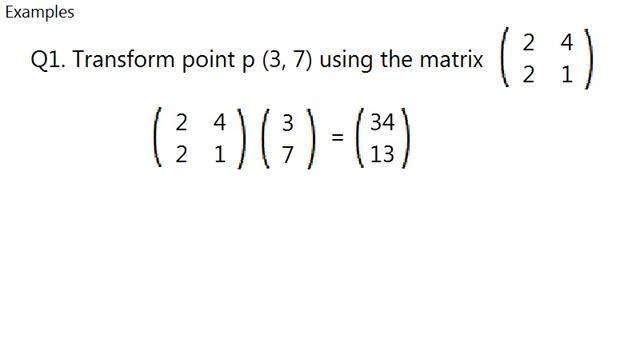 Examples
Q1. Transform point p (3, 7) using the matrix ( 2 4
2 1 )
( 2 4 ) ( 3 ) = ( 34 )
( 2 1 ) ( 7 ) ( 13 )